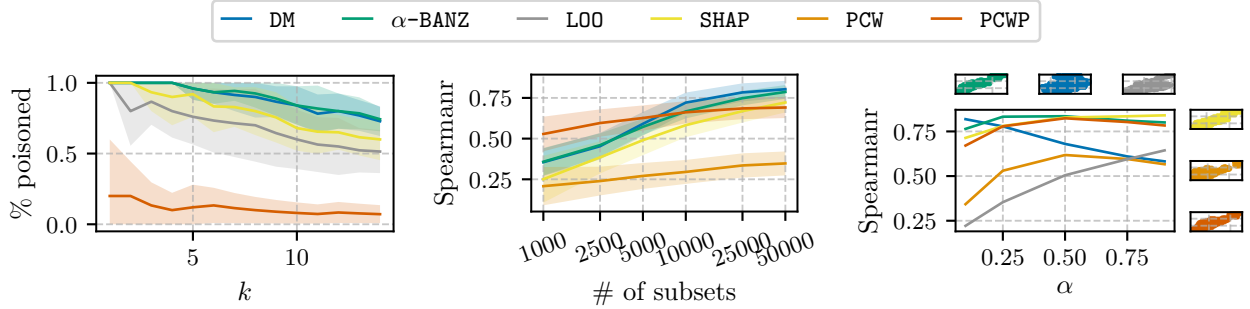 DM α-BANZ LOO SHAP PCW PCWP
% poisoned
1.0
0.5
0.0
5 10
k
Spearmanr
0.75
0.50
0.25
1000 2500 5000 10000 25000 50000
# of subsets
Spearmanr
0.75
0.50
0.25
0.25 0.50 0.75
α